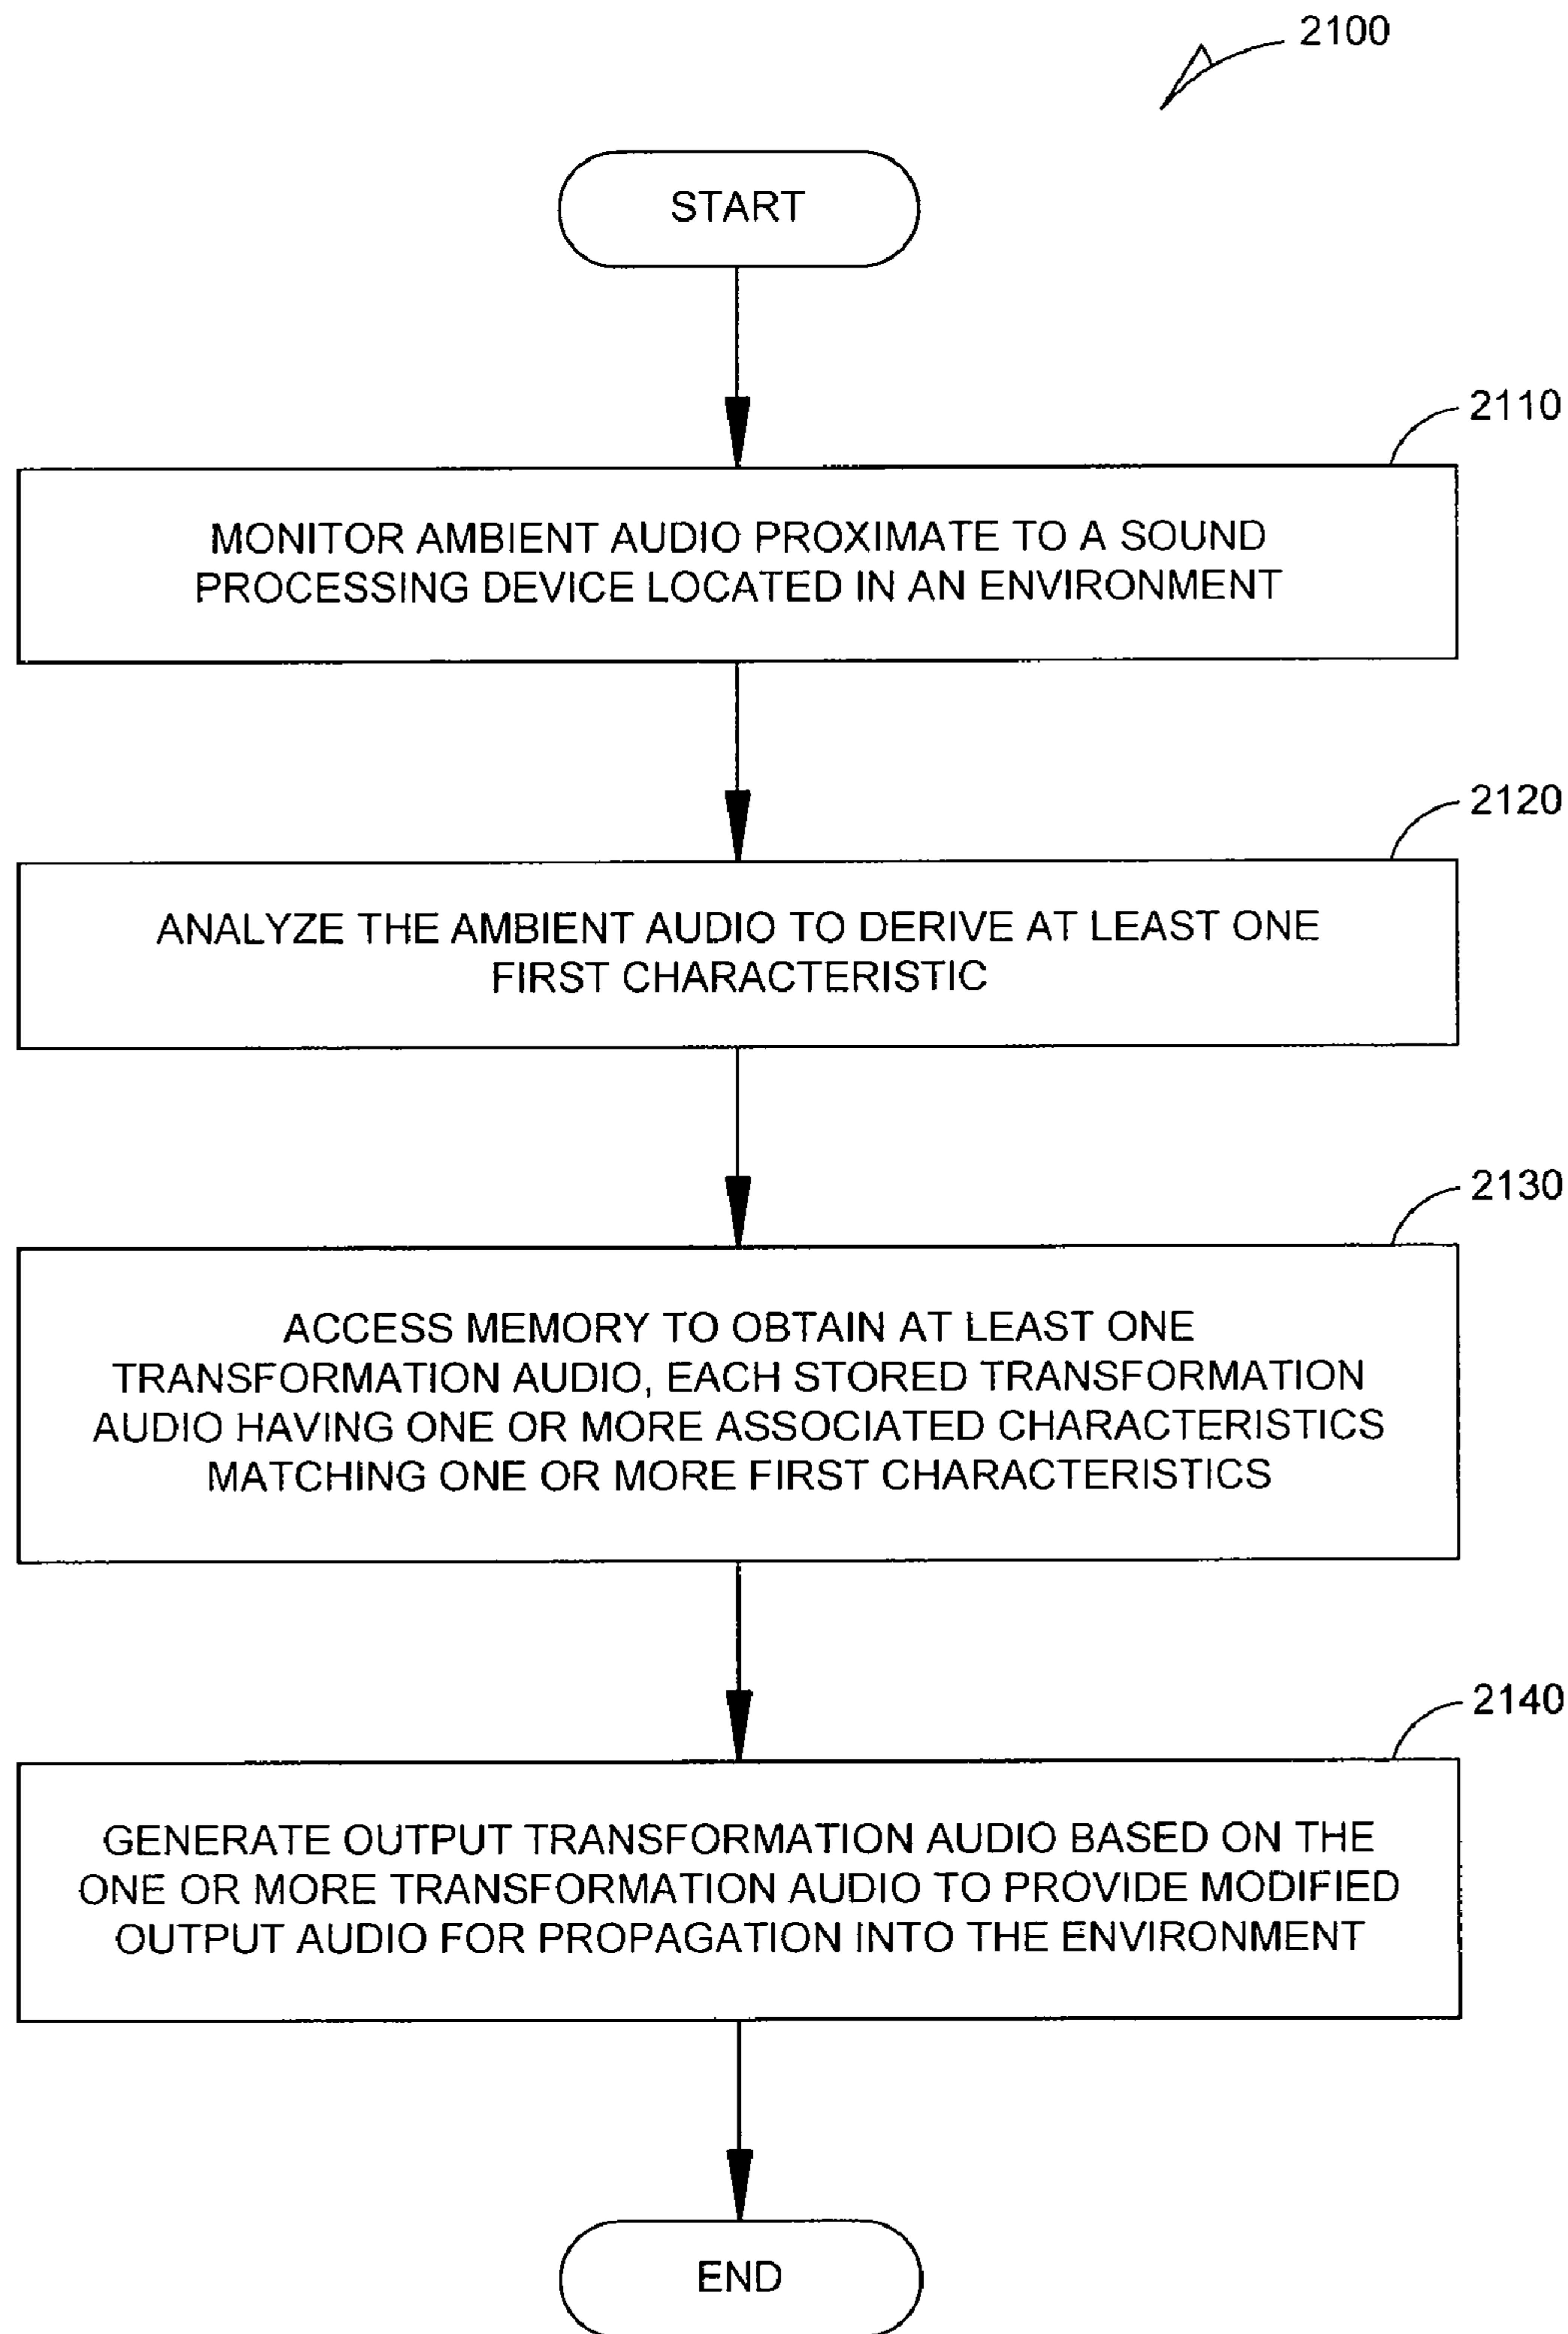 2100
START
2110
MONITOR AMBIENT AUDIO PROXIMATE TO A SOUND
PROCESSING DEVICE LOCATED IN AN ENVIRONMENT
2120
ANALYZE THE AMBIENT AUDIO TO DERIVE AT LEAST ONE
FIRST CHARACTERISTIC
2130
ACCESS MEMORY TO OBTAIN AT LEAST ONE
TRANSFORMATION AUDIO, EACH STORED TRANSFORMATION
AUDIO HAVING ONE OR MORE ASSOCIATED CHARACTERISTICS
MATCHING ONE OR MORE FIRST CHARACTERISTICS
2140
GENERATE OUTPUT TRANSFORMATION AUDIO BASED ON THE
ONE OR MORE TRANSFORMATION AUDIO TO PROVIDE MODIFIED
OUTPUT AUDIO FOR PROPAGATION INTO THE ENVIRONMENT
END